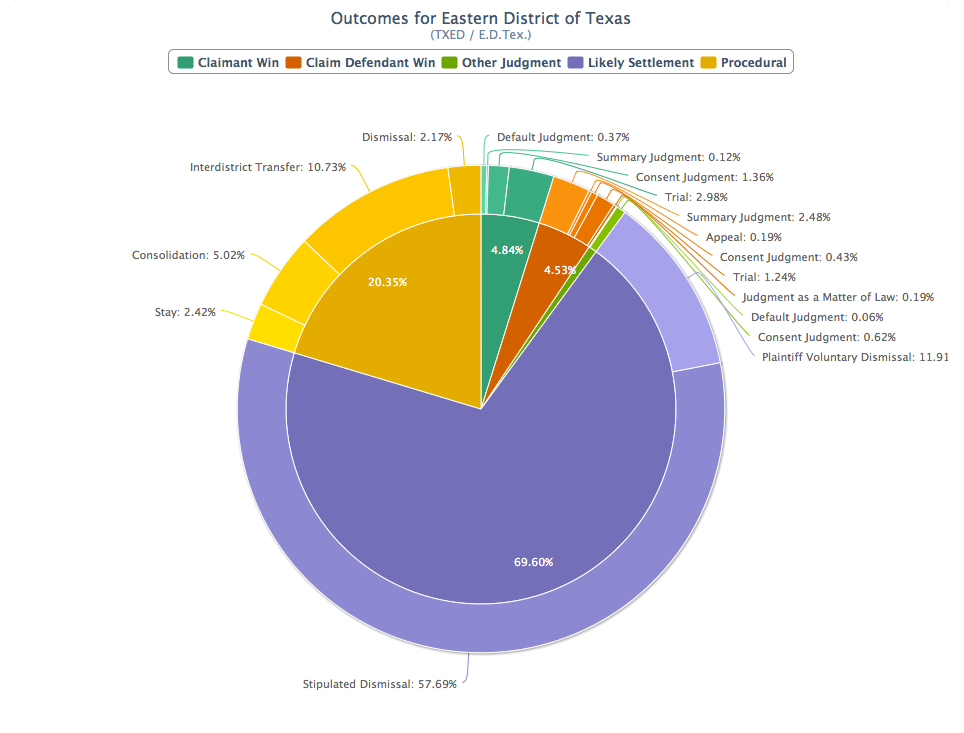 Outcomes for Eastern District of Texas
(TXED / E.D.Tex.)
Claimant Win Claim Defendant Win Other Judgment Likely Settlement Procedural
Dismissal: 2.17%
Default Judgment: 0.37%
Summary Judgment: 0.12%
Interdistrict Transfer: 10.73%
Consent Judgment: 1.36%
Trial: 2.98%
Summary Judgment: 2.48%
Appeal: 0.19%
Consolidation: 5.02%
Consent Judgment: 0.43%
Trial: 1.24%
Judgment as a Matter of Law: 0.19%
Stay: 2.42%
Default Judgment: 0.06%
Consent Judgment: 0.62%
Plaintiff Voluntary Dismissal: 11.91
4.84%
4.53%
20.35%
69.60%
Stipulated Dismissal: 57.69%